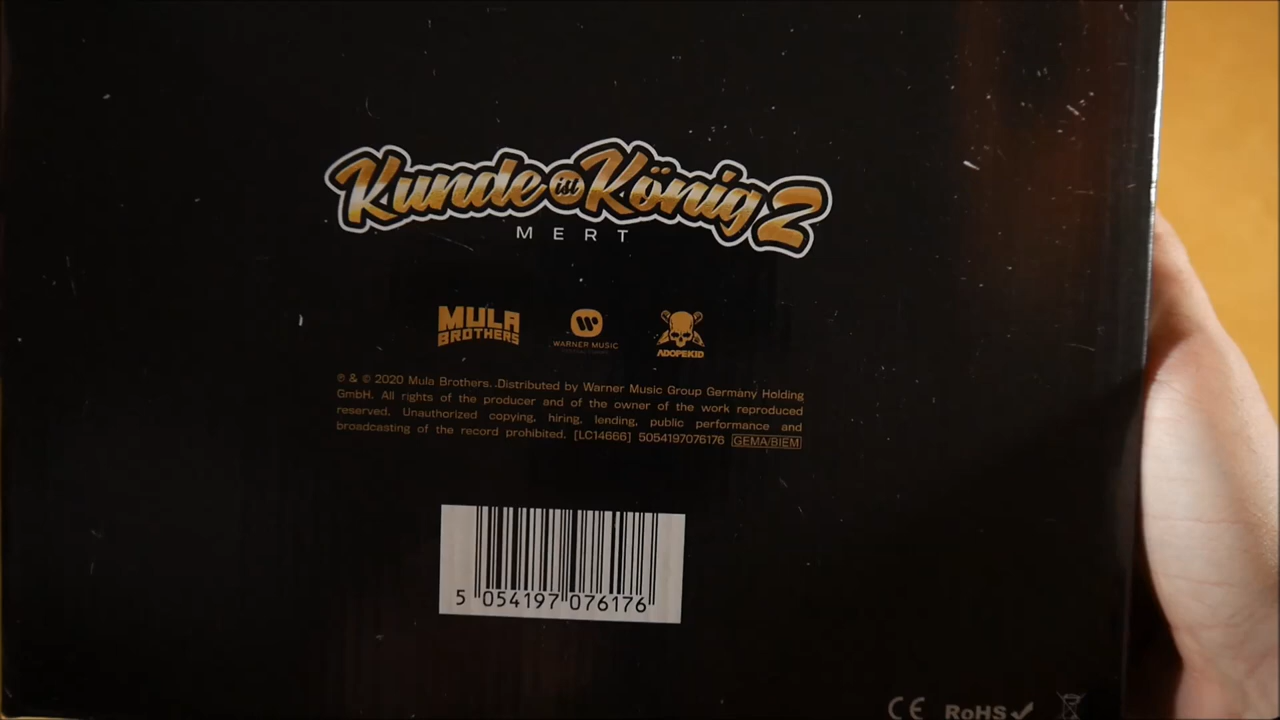 Kunde ist König 2
MERT
MULA
BROTHERS
WARNER MUSIC
ADOPEKID
℗ & © 2020 Mula Brothers. .Distributed by Warner Music Group Germany Holding
GmbH. All rights of the producer and of the owner of the work reproduced
reserved. Unauthorized copying, hiring, lending, public performance and
broadcasting of the record prohibited. [LC14666] 5054197076176 GEMA/BIEM
5 054197 076176
CE RoHS